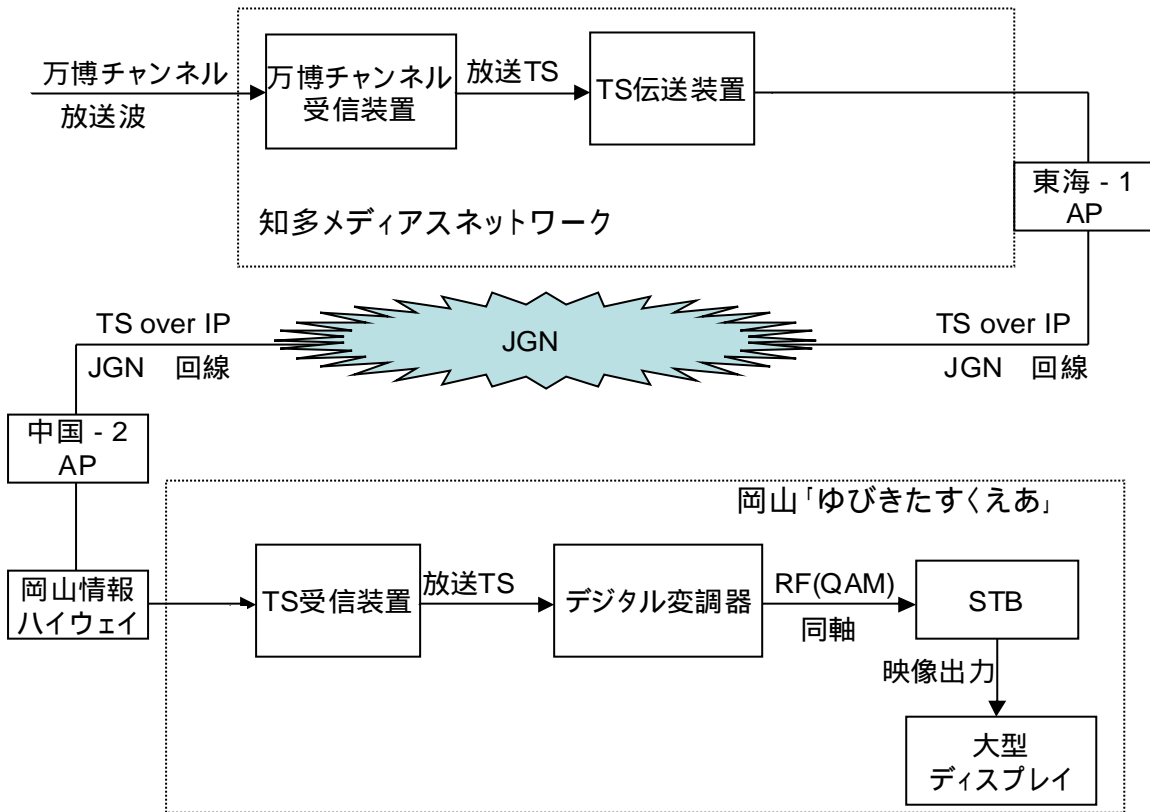 万博チャンネル
放送波
万博チャンネル
受信装置
放送TS
TS伝送装置
知多メディアスネットワーク
東海 - 1
AP
TS over IP
JGN　回線
JGN
TS over IP
JGN　回線
中国 - 2
AP
岡山情報
ハイウェイ
岡山「ゆびきたすくえあ」
TS受信装置
放送TS
デジタル変調器
RF(QAM)
同軸
STB
映像出力
大型
ディスプレイ